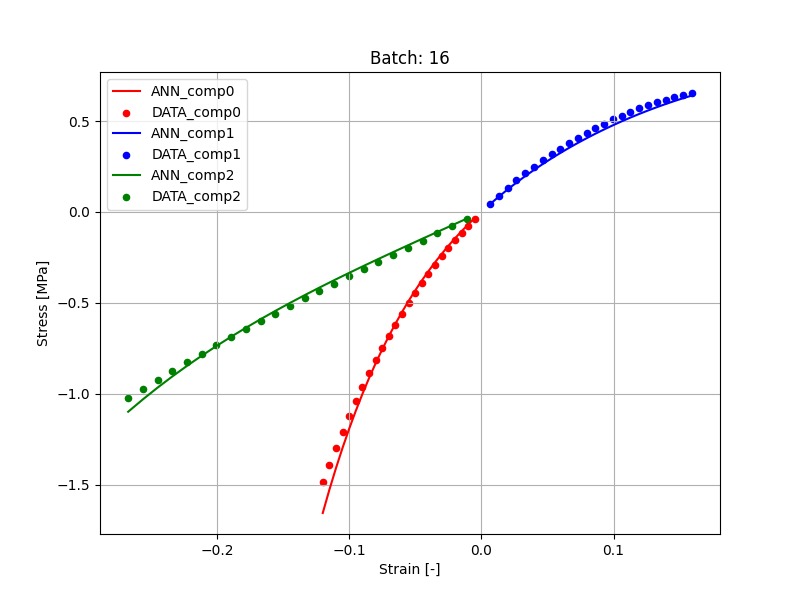 Batch: 16
ANN_comp0
DATA_comp0
ANN_comp1
DATA_comp1
ANN_comp2
DATA_comp2
0.5
0.0
−0.5
−1.0
−1.5
Stress [MPa]
−0.2
−0.1
0.0
0.1
Strain [-]